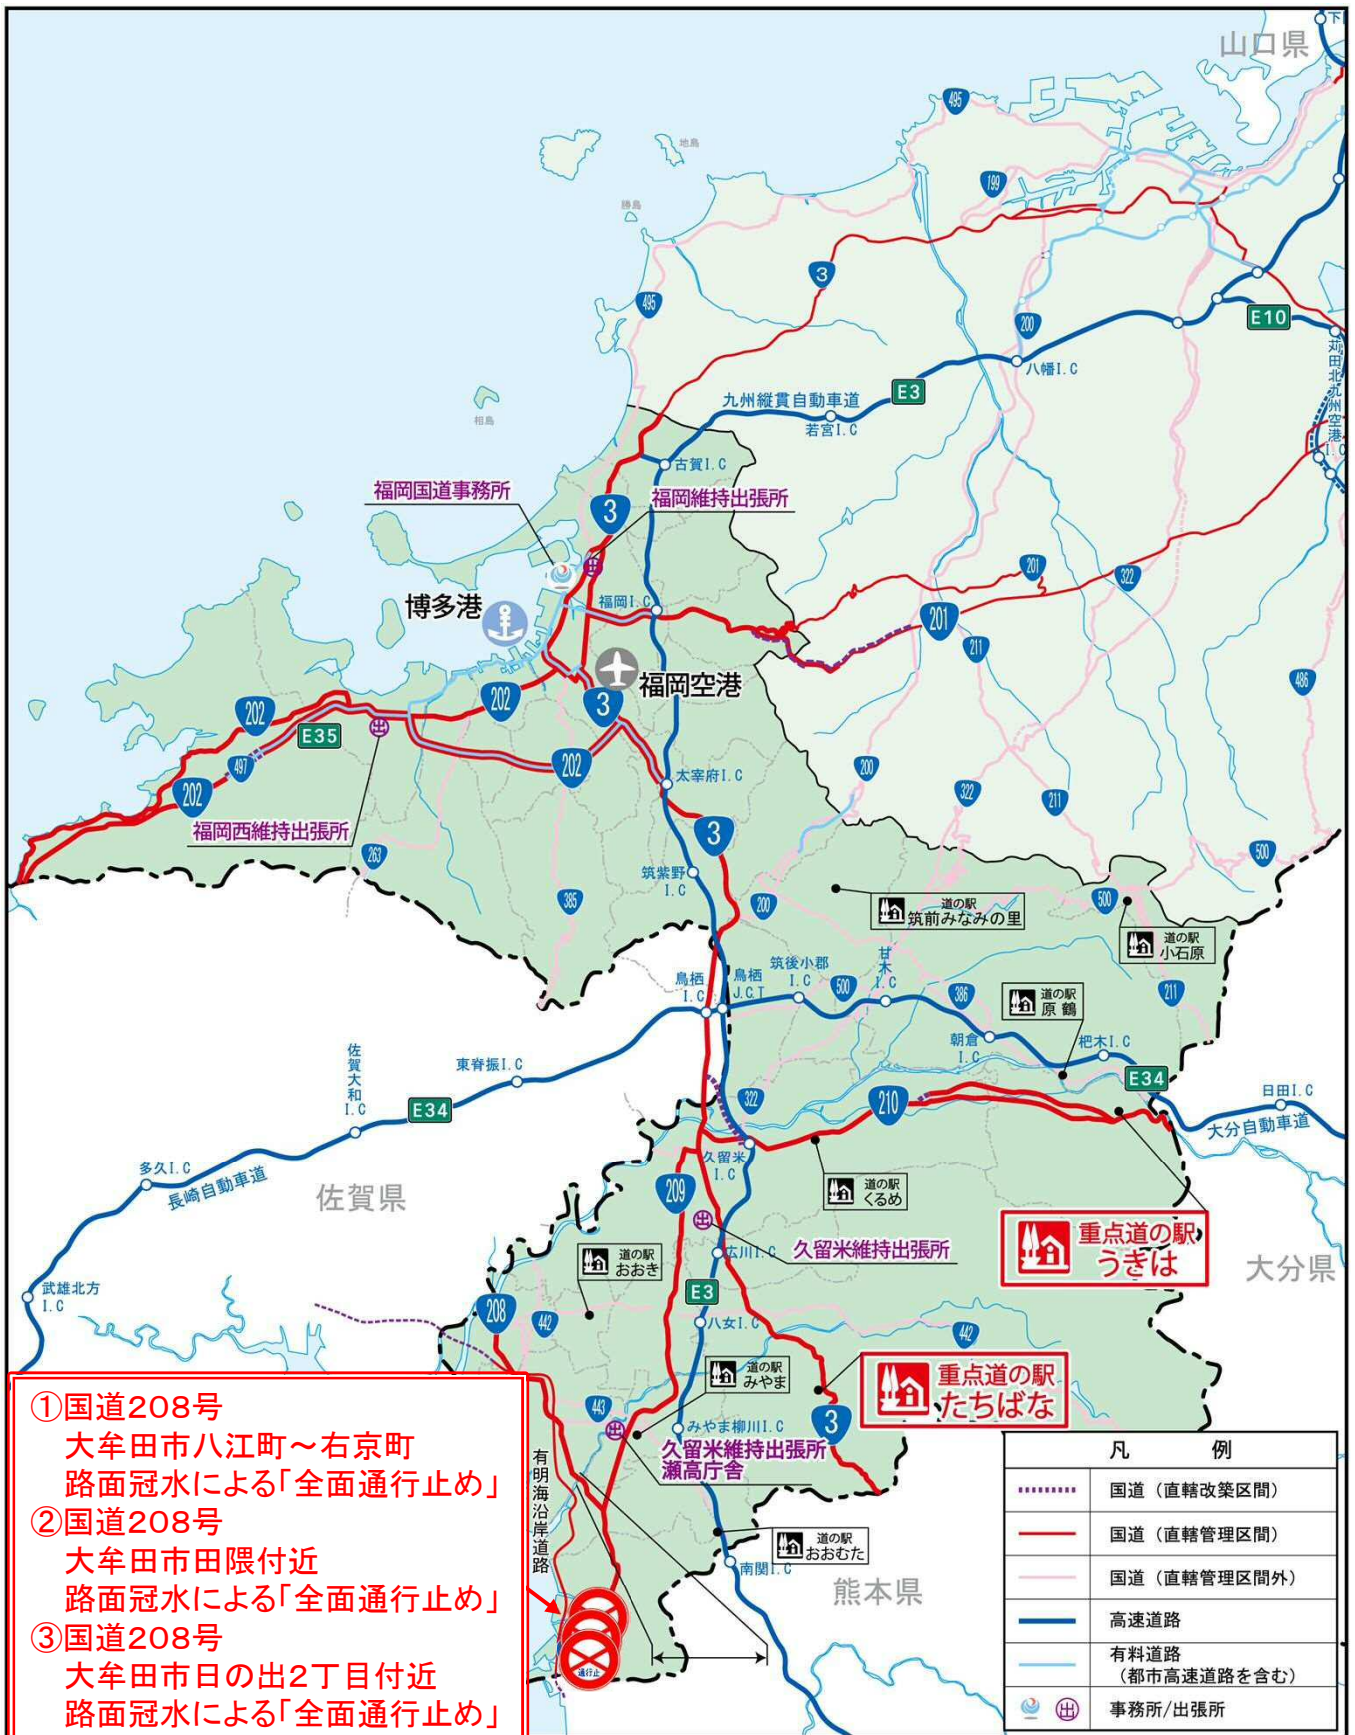 山口県
下
495
地島
199
勝島
3
495
200
E10
八幡I.C
苅田北九州空港I.C
E3
九州縦貫自動車道
若宮I.C
相島
古賀I.C
福岡国道事務所
福岡維持出張所
3
出
201
322
博多港
福岡I.C
201
211
486
福岡空港
202
202
3
E35
出
497
202
202
太宰府I.C
200
322
211
福岡西維持出張所
3
263
500
筑紫野
I.C
385
200
道の駅
筑前みなみの里
500
道の駅
小石原
鳥栖
I.C
鳥栖
J.C.T
筑後小郡
I.C
500
甘木I.C
386
道の駅
原鶴
211
朝倉
I.C
杷木I.C
佐賀大和I.C
東脊振I.C
E34
E34
322
210
日田I.C
大分自動車道
久留米
I.C
多久I.C
長崎自動車道
佐賀県
209
道の駅
くるめ
出
久留米維持出張所
重点道の駅
うきは
広川I.C
道の駅
おおき
大分県
武雄北方
I.C
E3
208
442
八女I.C
442
道の駅
みやま
重点道の駅
たちばな
443
出
みやま柳川I.C
3
久留米維持出張所
瀬高庁舎
有明海沿岸道路
道の駅
おおむた
南関I.C
熊本県
通行止
①国道208号
大牟田市八江町～右京町
路面冠水による「全面通行止め」
②国道208号
大牟田市田隈付近
路面冠水による「全面通行止め」
③国道208号
大牟田市日の出2丁目付近
路面冠水による「全面通行止め」
凡 例
国道（直轄改築区間）
国道（直轄管理区間）
国道（直轄管理区間外）
高速道路
有料道路
（都市高速道路を含む）
出 事務所/出張所